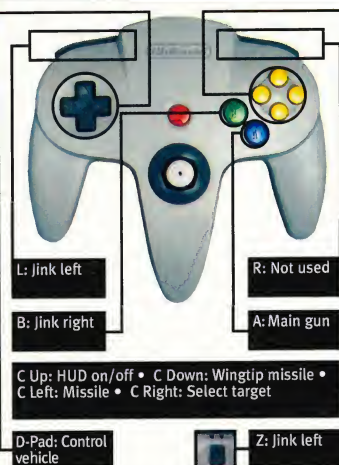 L: Jink left
R: Not used
B: Jink right
A: Main gun
C Up: HUD on/off • C Down: Wingtip missile •
C Left: Missile • C Right: Select target
D-Pad: Control
vehicle
Z: Jink left